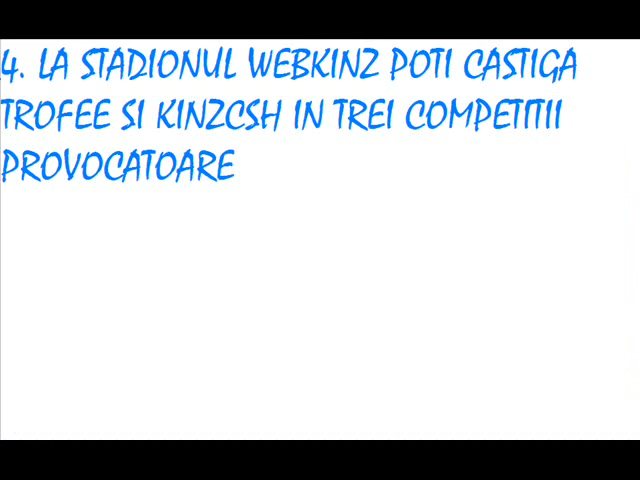 4. LA STADIONUL WEBKINZ POTI CASTIGA
TROFEE SI KINZCSH IN TREI COMPETITII
PROVOCATOARE